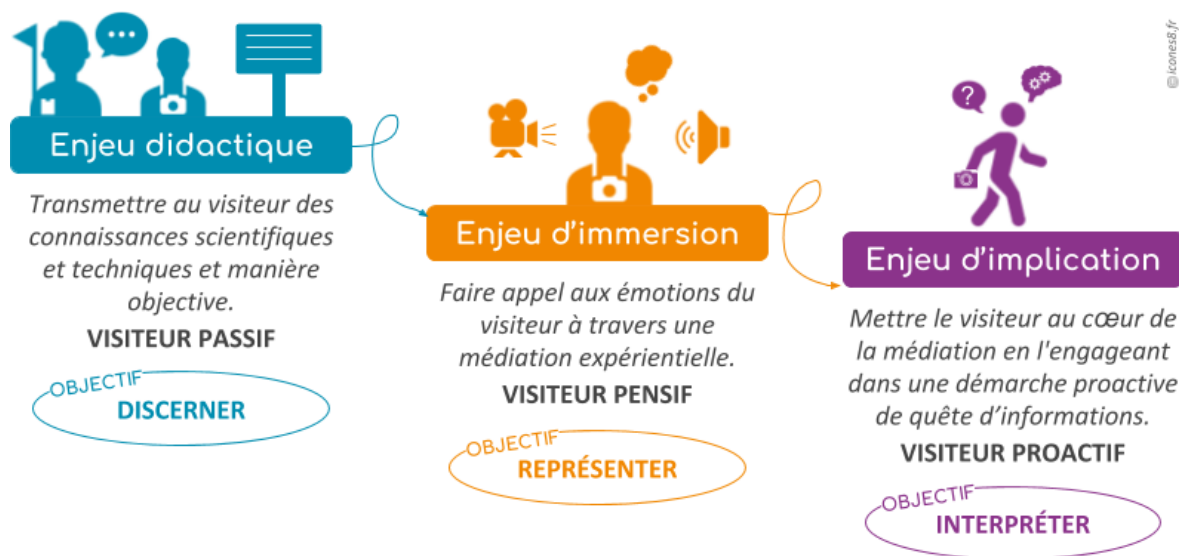 © icones8.fr
Enjeu didactique
Transmettre au visiteur des
connaissances scientifiques
et techniques et manière
objective.
VISITEUR PASSIF
OBJECTIF
DISCERNER
Enjeu d'immersion
Faire appel aux émotions du
visiteur à travers une
médiation expérientielle.
VISITEUR PENSIF
OBJECTIF
REPRÉSENTER
?
Enjeu d'implication
Mettre le visiteur au cœur de
la médiation en l'engageant
dans une démarche proactive
de quête d'informations.
VISITEUR PROACTIF
OBJECTIF
INTERPRÉTER